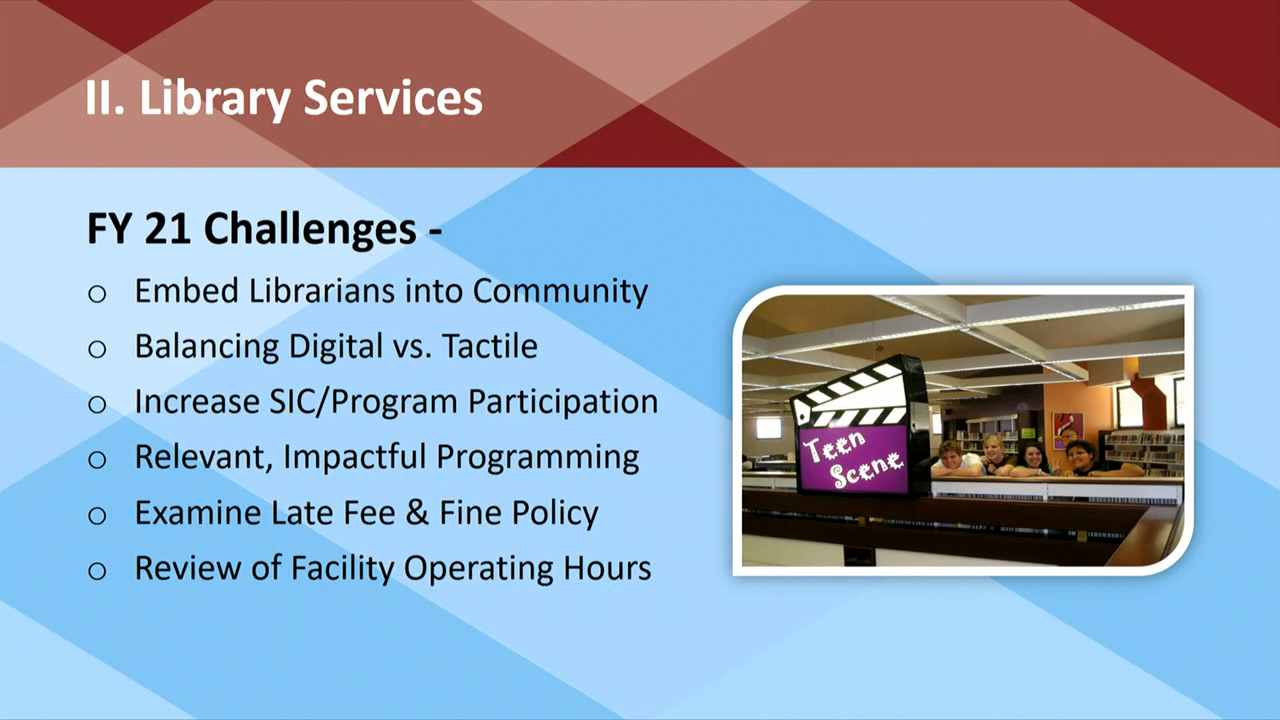 II. Library Services
FY 21 Challenges -
o Embed Librarians into Community
o Balancing Digital vs. Tactile
o Increase SIC/Program Participation
o Relevant, Impactful Programming
o Examine Late Fee & Fine Policy
o Review of Facility Operating Hours
Teen
Scene